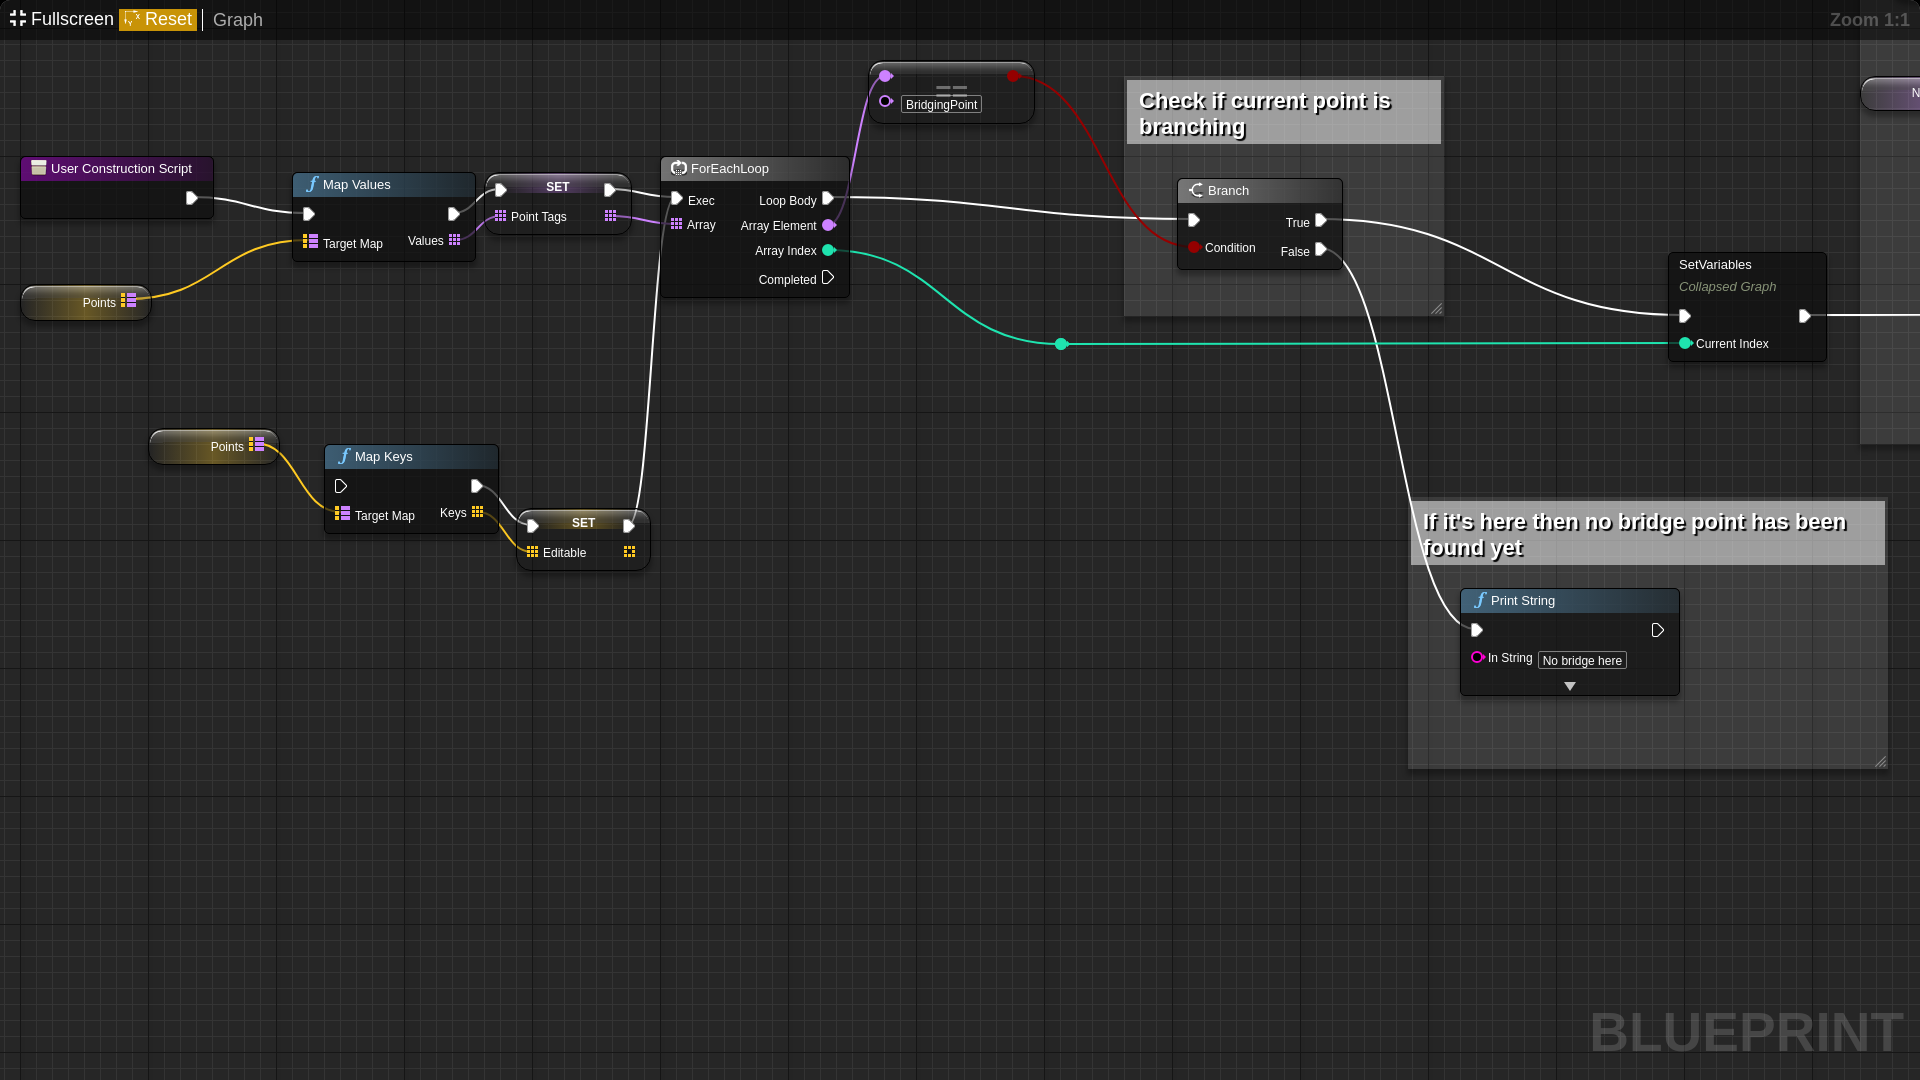 Fullscreen Reset Graph
Zoom 1:1
==
BridgingPoint
Check if current point is
branching
N
User Construction Script
Map Values
Target Map
Values
SET
Point Tags
ForEachLoop
Exec
Loop Body
Array
Array Element
Array Index
Completed
Branch
True
Condition
False
Points
SetVariables
Collapsed Graph
Current Index
Points
Map Keys
Target Map
Keys
SET
Editable
If it's here then no bridge point has been
found yet
Print String
In String
No bridge here
BLUEPRINT